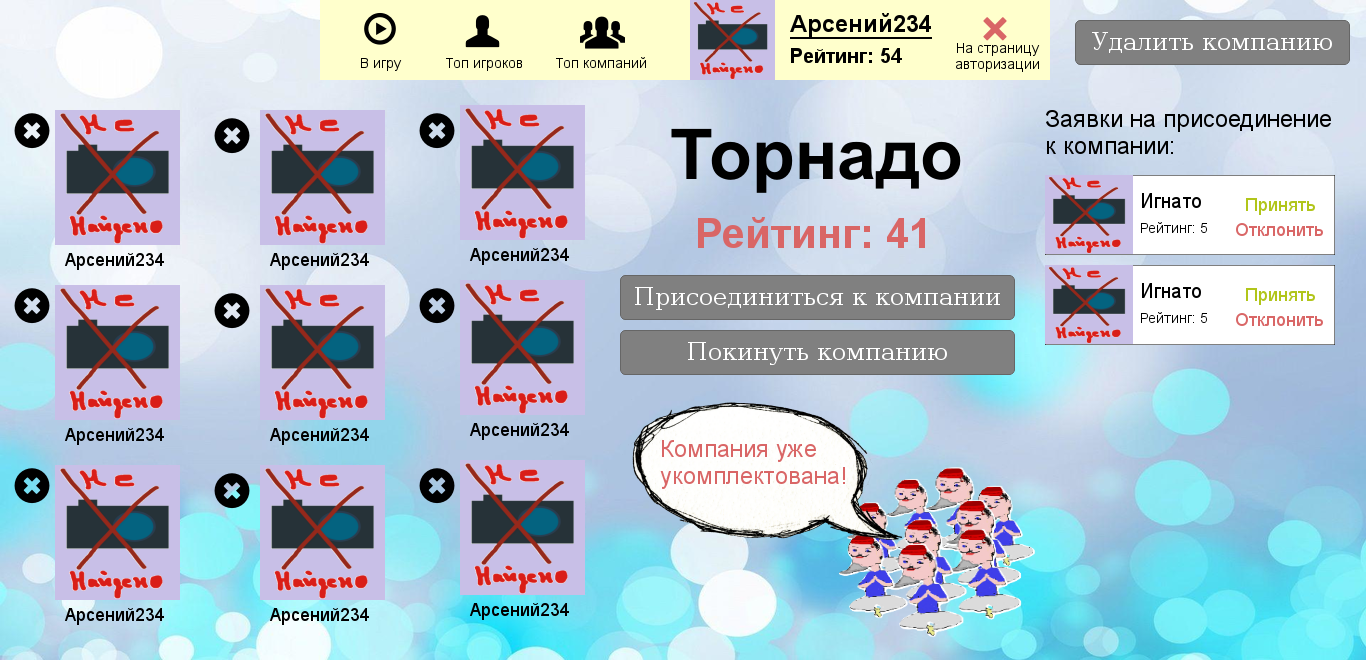 В игру
Топ игроков
Топ компаний
Не
Найдено
Арсений234
Рейтинг: 54
На страницу
авторизации
Удалить компанию
Не
Найдено
Арсений234
Не
Найдено
Арсений234
Не
Найдено
Арсений234
Не
Найдено
Арсений234
Не
Найдено
Арсений234
Не
Найдено
Арсений234
Не
Найдено
Арсений234
Не
Найдено
Арсений234
Не
Найдено
Арсений234
Торнадо
Рейтинг: 41
Присоединиться к компании
Покинуть компанию
Компания уже
укомплектована!
Заявки на присоединение
к компании:
Не
Найдено
Игнато
Рейтинг: 5
Принять
Отклонить
Не
Найдено
Игнато
Рейтинг: 5
Принять
Отклонить